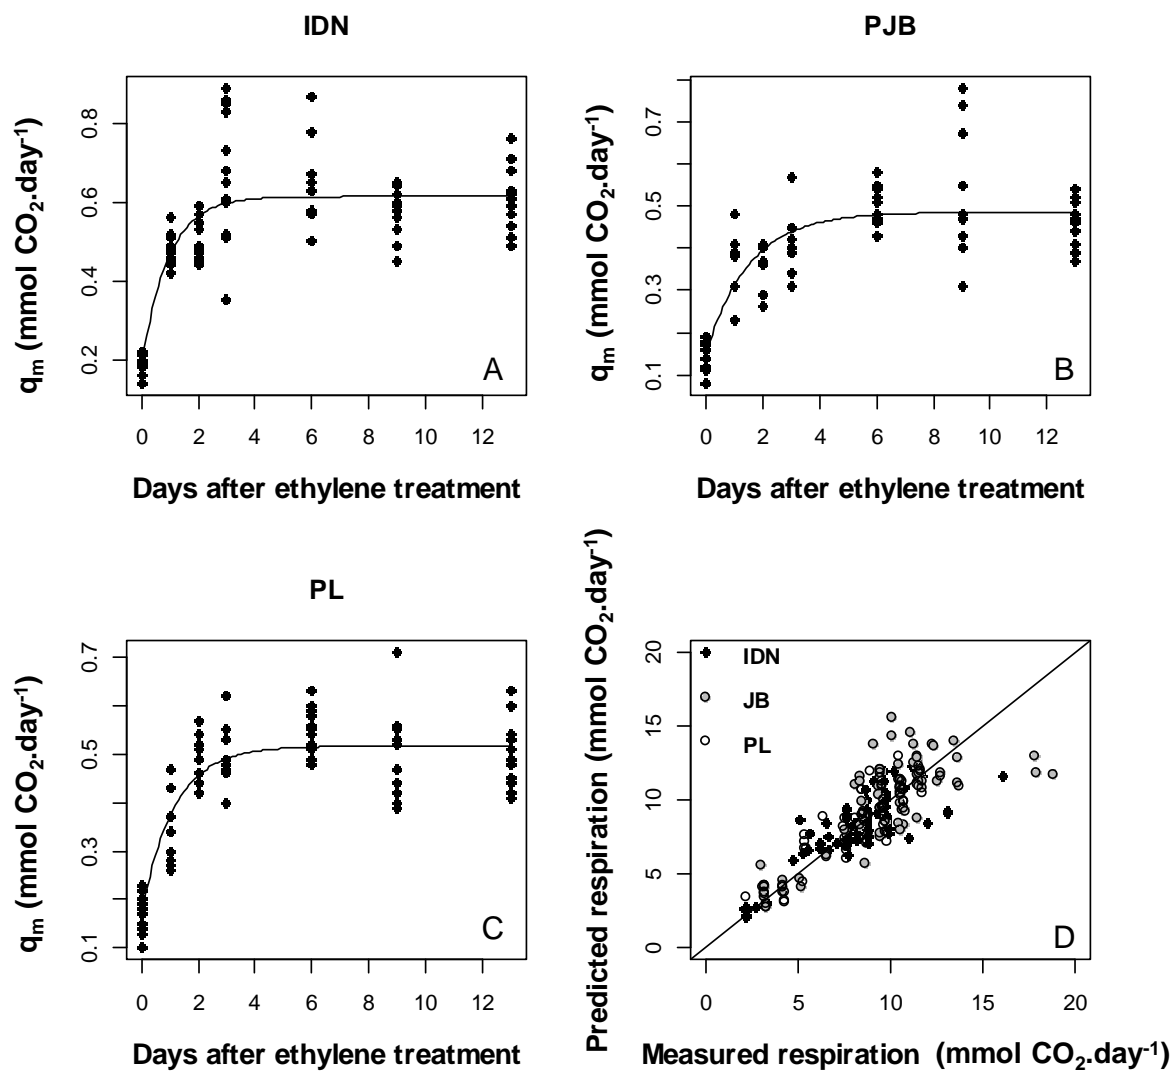 IDN
qₘ (mmol CO₂.day⁻¹)
0.8
0.6
0.4
0.2
A
0 2 4 6 8 10 12
Days after ethylene treatment
PJB
qₘ (mmol CO₂.day⁻¹)
0.7
0.5
0.3
0.1
B
0 2 4 6 8 10 12
Days after ethylene treatment
PL
qₘ (mmol CO₂.day⁻¹)
0.7
0.5
0.3
0.1
C
0 2 4 6 8 10 12
Days after ethylene treatment
Predicted respiration (mmol CO₂.day⁻¹)
20
15
10
5
0
IDN
JB
PL
D
0 5 10 15 20
Measured respiration (mmol CO₂.day⁻¹)